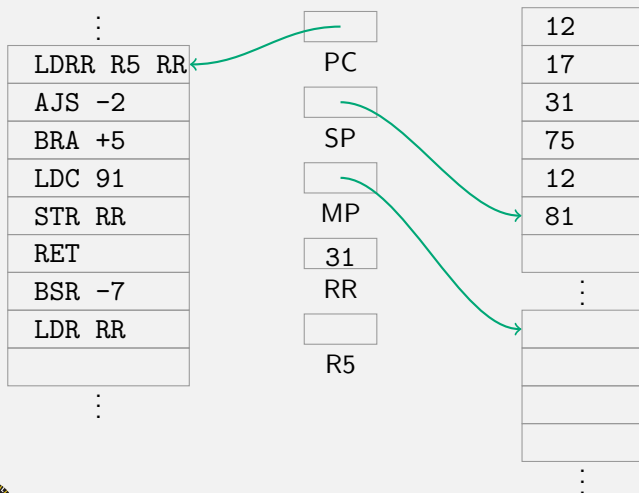 ⋮
LDRR R5 RR
AJS -2
BRA +5
LDC 91
STR RR
RET
BSR -7
LDR RR
⋮
PC
SP
MP
31
RR
R5
12
17
31
75
12
81
⋮
⋮